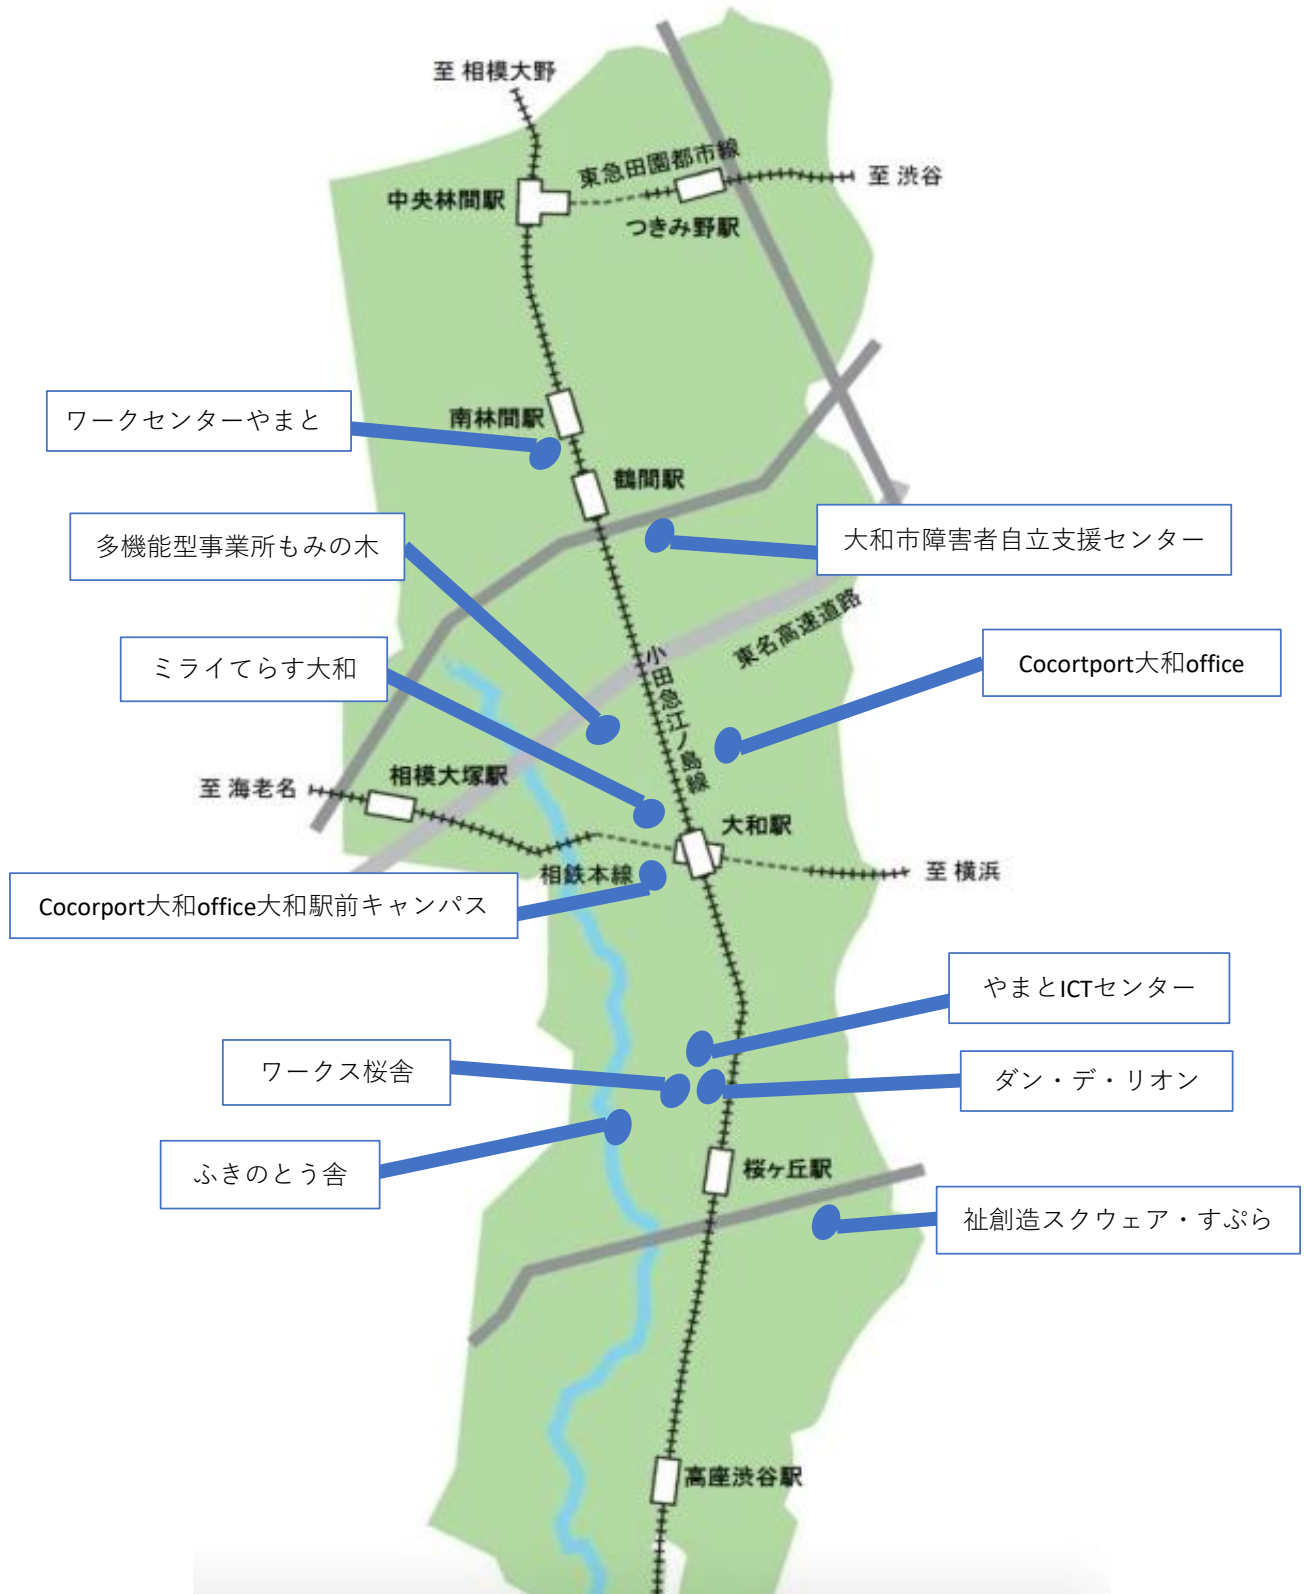 至 相模大野
東急田園都市線
至 渋谷
中央林間駅
つきみ野駅
ワークセンターやまと
南林間駅
鶴間駅
多機能型事業所もみの木
大和市障害者自立支援センター
東名高速道路
ミライてらす大和
小田急江ノ島線
Cocortport大和office
相模大塚駅
至 海老名
大和駅
相鉄本線
至 横浜
Cocorport大和office大和駅前キャンパス
やまとICTセンター
ワークス桜舎
ダン・デ・リオン
ふきのとう舎
桜ヶ丘駅
祉創造スクウェア・すぷら
高座渋谷駅